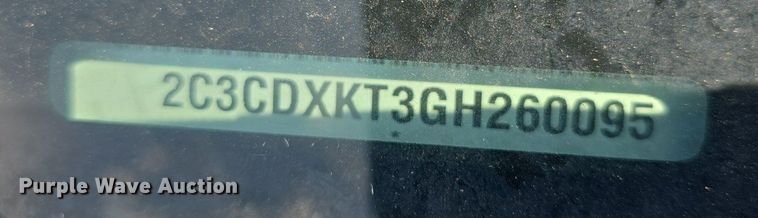 2C3CDXKT3GH260095
Purple Wave Auction